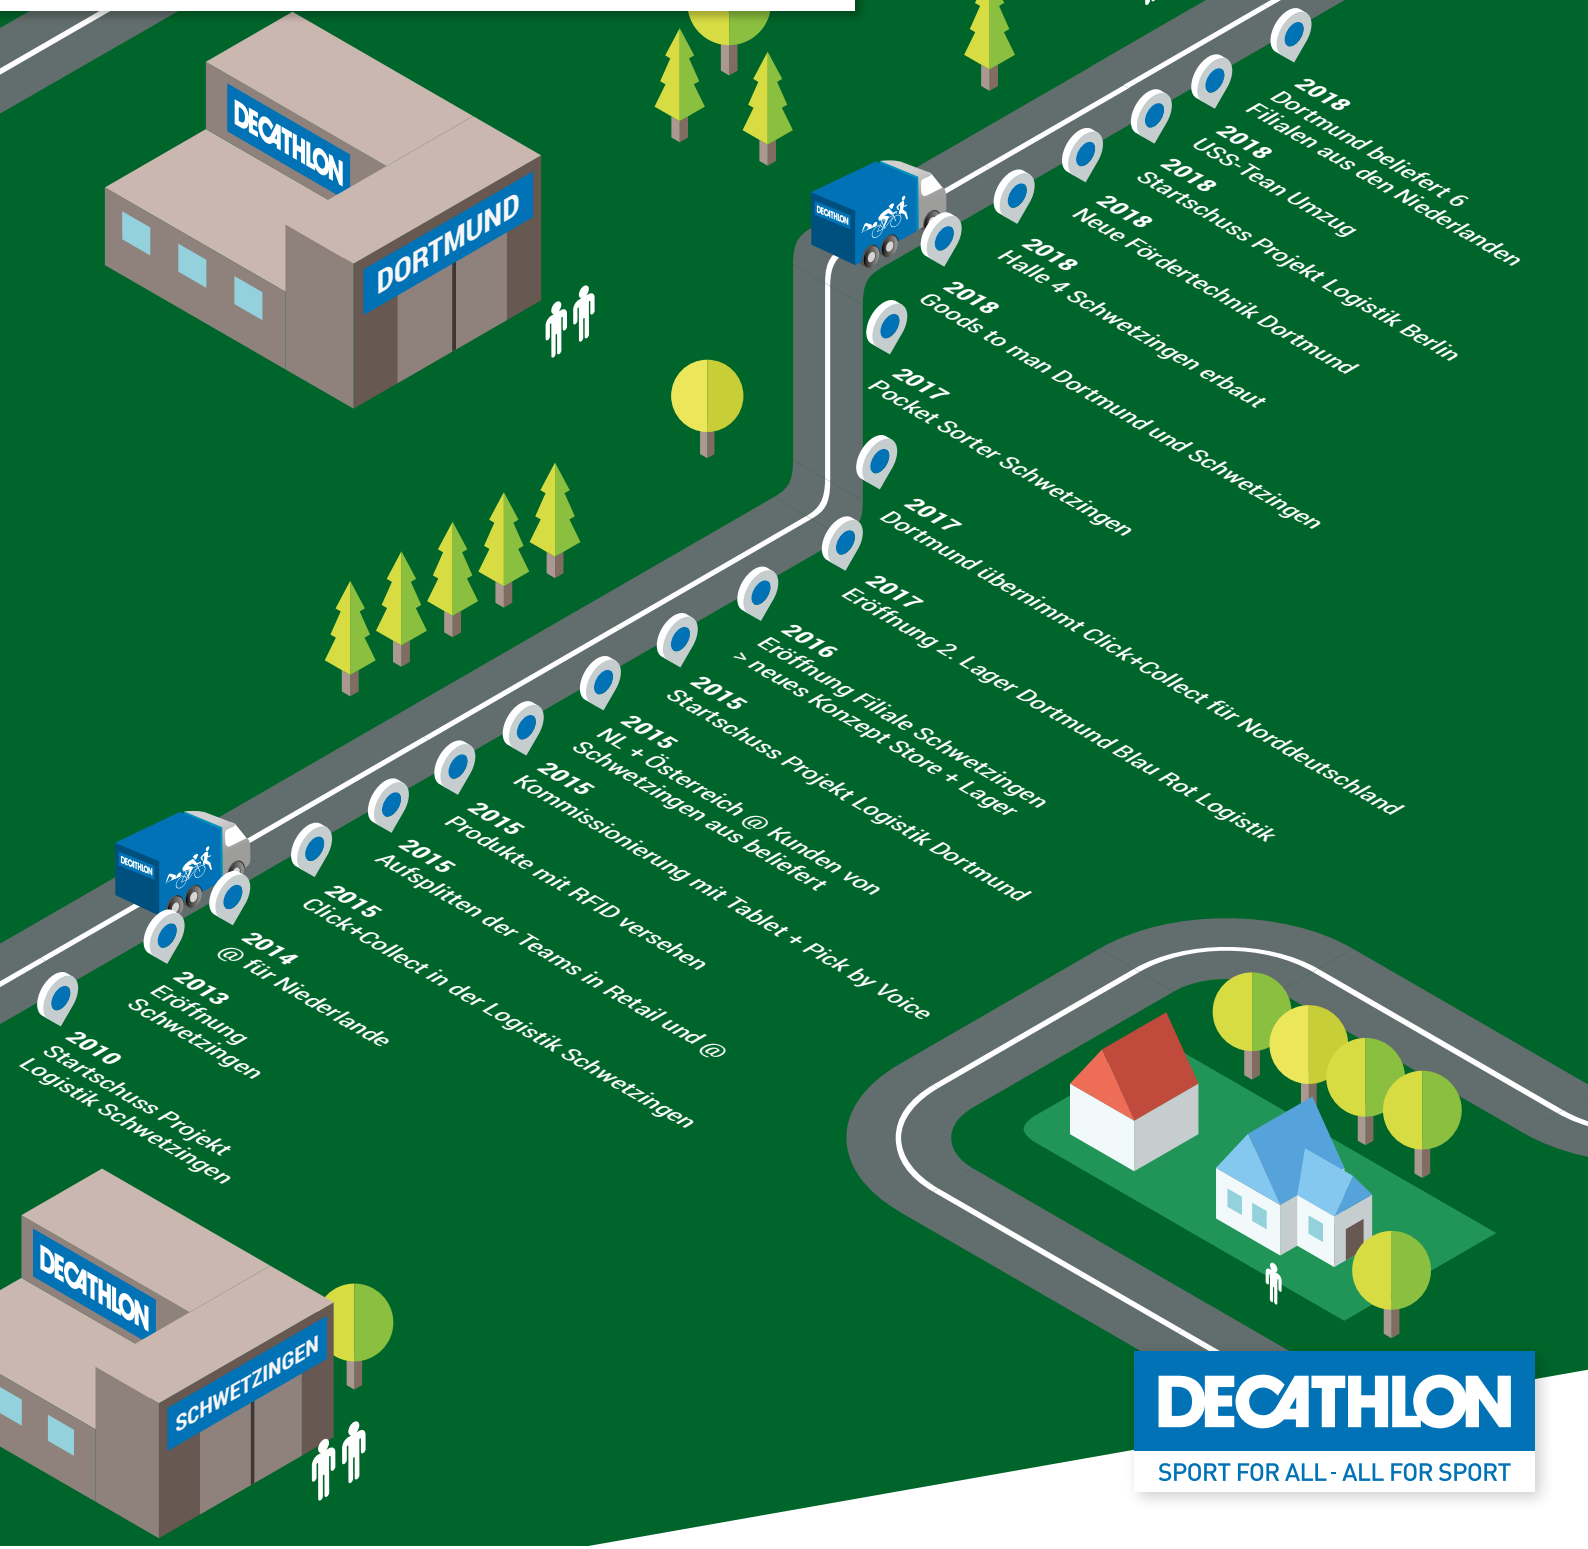 DECATHLON
DORTMUND
DECATHLON
2018
Dortmund beliefert 6
Filialen aus den Niederlanden
2018
USS-Tean Umzug
2018
Startschuss Projekt Logistik Berlin
2018
Neue Fördertechnik Dortmund
2018
Halle 4 Schwetzingen erbaut
2018
Goods to man Dortmund und Schwetzingen
2017
Pocket Sorter Schwetzingen
2017
Dortmund übernimmt Click+Collect für Norddeutschland
2017
Eröffnung 2. Lager Dortmund Blau Rot Logistik
2016
Eröffnung Filiale Schwetzingen
> neues Konzept Store + Lager
2015
Startschuss Projekt Logistik Dortmund
2015
NL + Österreich @ Kunden von
Schwetzingen aus beliefert
2015
Kommissionierung mit Tablet + Pick by Voice
2015
Produkte mit RFID versehen
2015
Aufsplitten der Teams in Retail und @
2015
Click+Collect in der Logistik Schwetzingen
DECATHLON
2014
@ für Niederlande
2013
Eröffnung
Schwetzingen
2010
Startschuss Projekt
Logistik Schwetzingen
DECATHLON
SCHWETZINGEN
DECATHLON
SPORT FOR ALL - ALL FOR SPORT